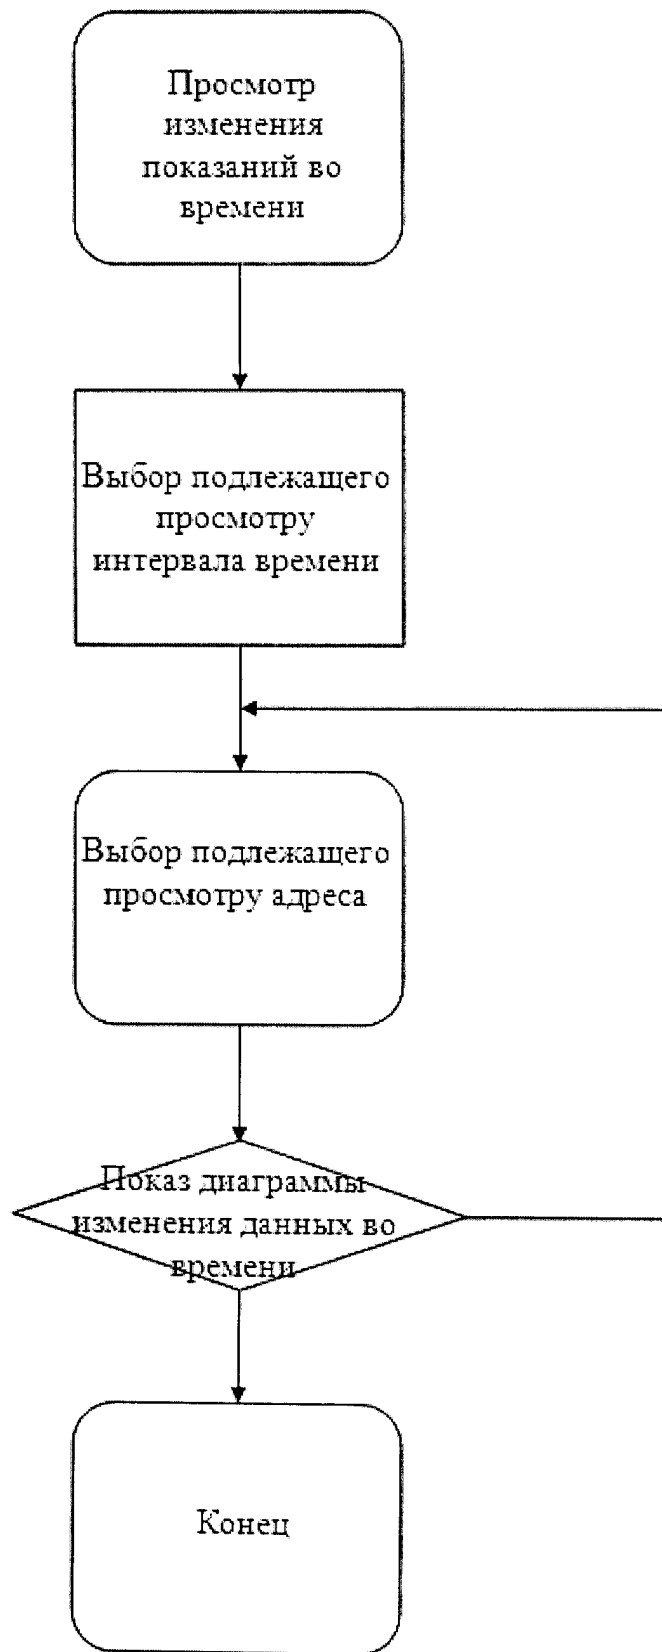 Просмотр
изменения
показаний во
времени
Выбор подлежащего
просмотру
интервала времени
Выбор подлежащего
просмотру адреса
Показ диаграммы
изменения данных во
времени
Конец